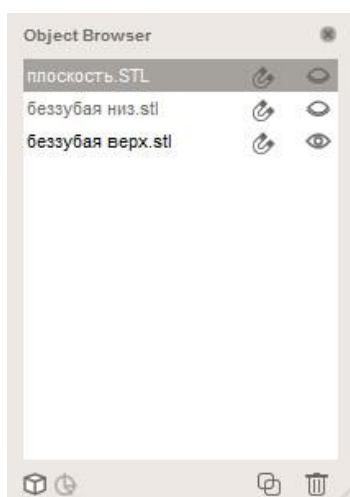 Object Browser
плоскость.STL
беззубая низ.stl
беззубая верх.stl